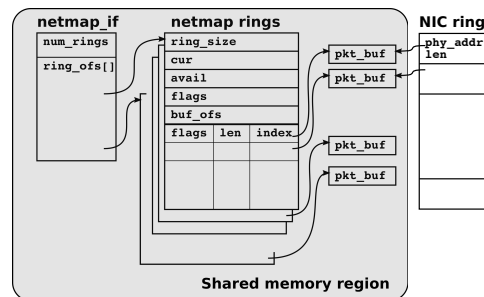 netmap_if
num_rings
ring_ofs[]
netmap rings
ring_size
cur
avail
flags
buf_ofs
flags len index
pkt_buf
pkt_buf
pkt_buf
pkt_buf
NIC ring
phy_addr
len
Shared memory region